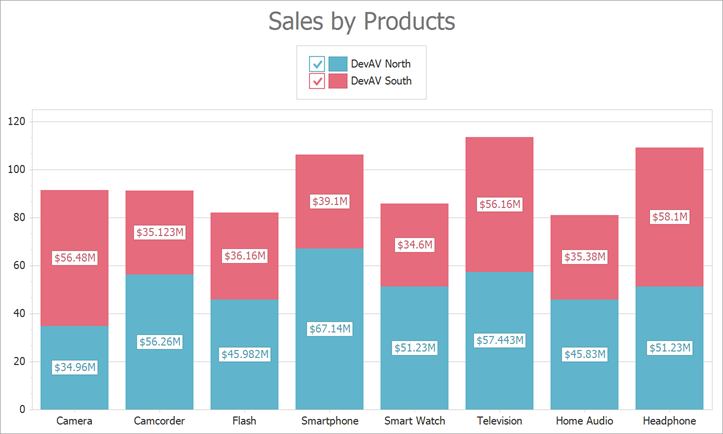 Sales by Products
DevAV North
DevAV South
120
100
80
60
40
20
0
$56.48M
$35.123M
$36.16M
$39.1M
$34.6M
$56.16M
$35.38M
$58.1M
$34.96M
$56.26M
$45.982M
$67.14M
$51.23M
$57.443M
$45.83M
$51.23M
Camera
Camcorder
Flash
Smartphone
Smart Watch
Television
Home Audio
Headphone